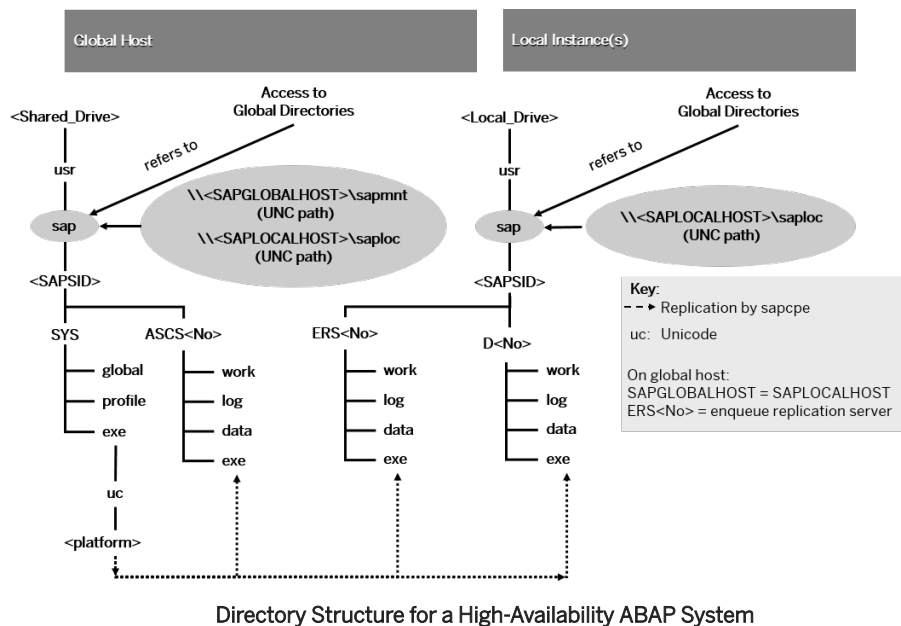 Global Host
Local Instance(s)
Access to
Global Directories
<Shared_Drive>
refers to
usr
\\<SAPGLOBALHOST>\sapmnt
(UNC path)
\\<SAPLOCALHOST>\saploc
(UNC path)
sap
<SAPSID>
SYS
global
profile
exe
uc
<platform>
ASCS<No>
work
log
data
exe
Access to
Global Directories
<Local_Drive>
refers to
usr
\\<SAPLOCALHOST>\saploc
(UNC path)
sap
<SAPSID>
ERS<No>
work
log
data
exe
D<No>
work
log
data
exe
Key:
Replication by sapcpe
uc: Unicode
On global host:
SAPGLOBALHOST = SAPLOCALHOST
ERS<No> = enqueue replication server
Directory Structure for a High-Availability ABAP System